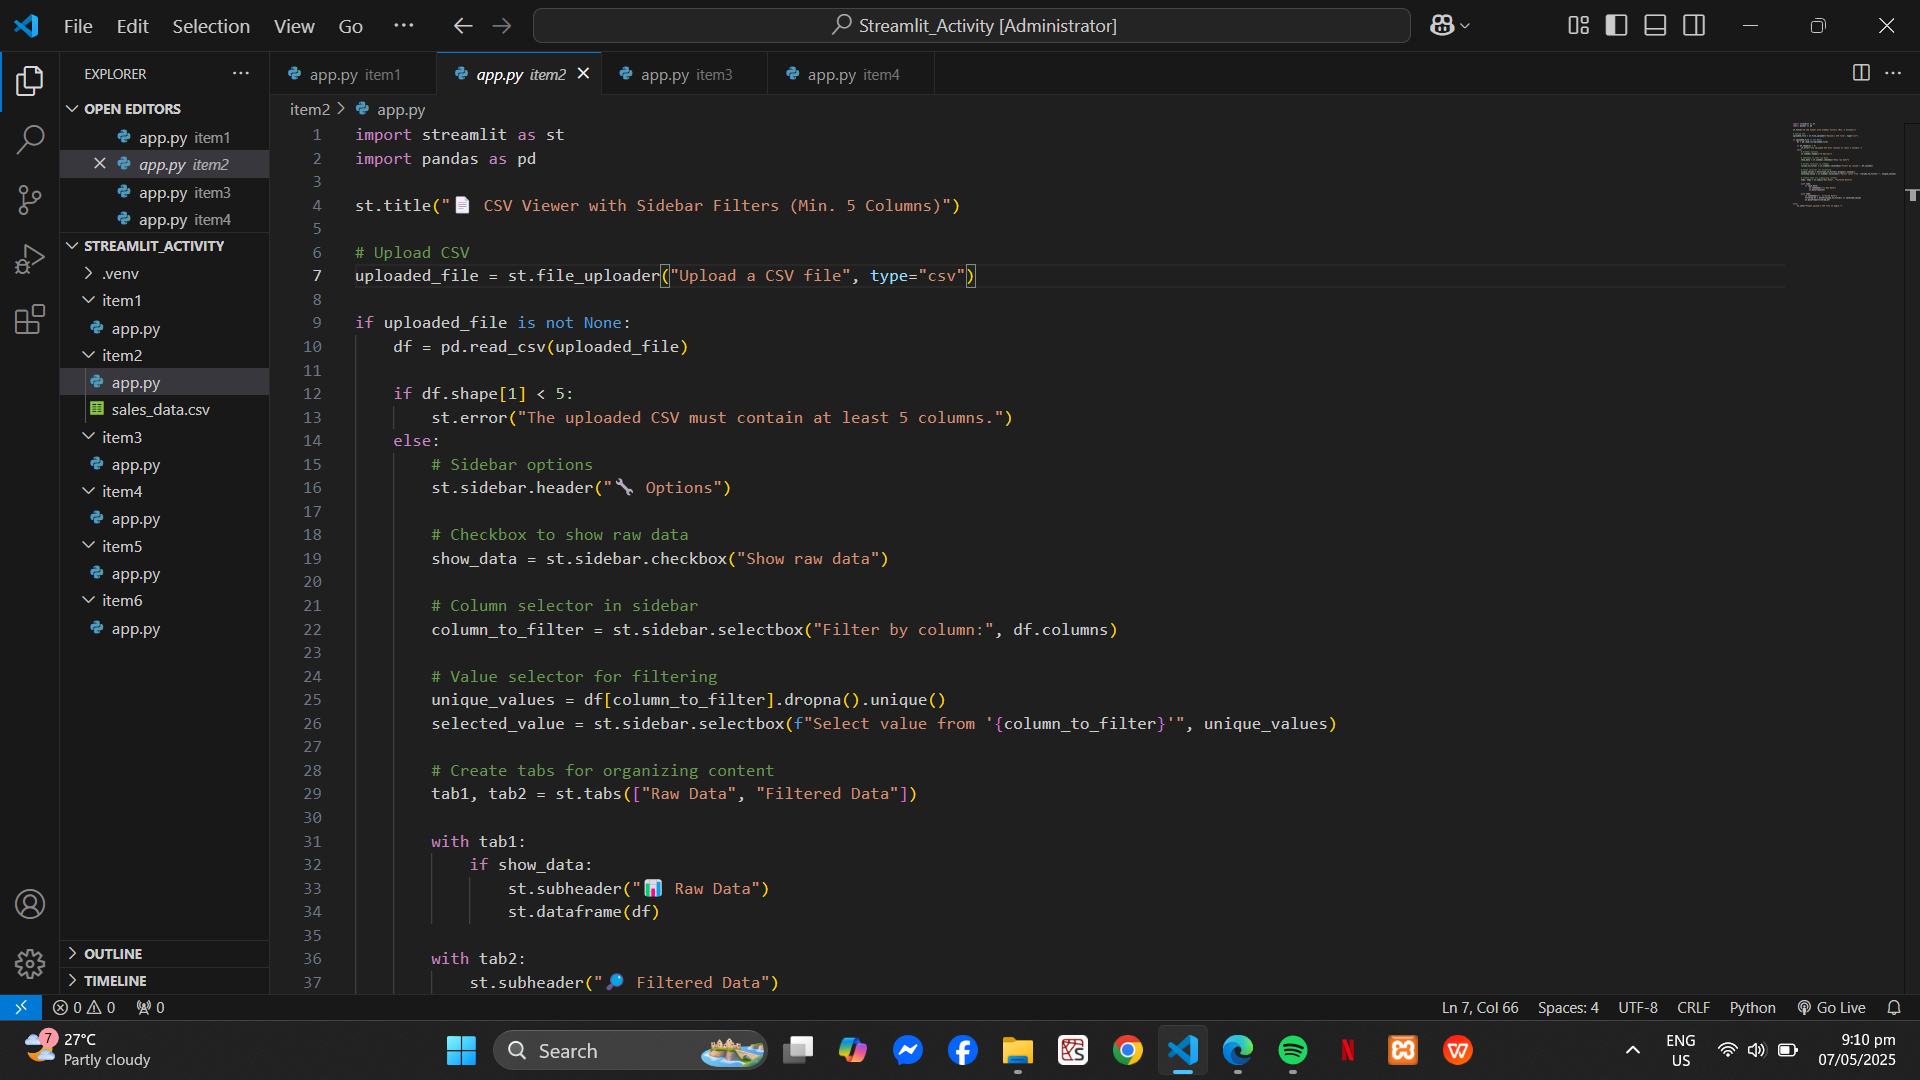 File Edit Selection View Go ··· Streamlit_Activity [Administrator]
EXPLORER ···
OPEN EDITORS
app.py item1
app.py item2
app.py item3
app.py item4
STREAMLIT_ACTIVITY
.venv
item1
app.py
item2
app.py
sales_data.csv
item3
app.py
item4
app.py
item5
app.py
item6
app.py
OUTLINE
TIMELINE
app.py item1 app.py item2 app.py item3 app.py item4
item2 > app.py
1 import streamlit as st
2 import pandas as pd
3
4 st.title("📄 CSV Viewer with Sidebar Filters (Min. 5 Columns)")
5
6 # Upload CSV
7 uploaded_file = st.file_uploader("Upload a CSV file", type="csv")
8
9 if uploaded_file is not None:
10 df = pd.read_csv(uploaded_file)
11
12 if df.shape[1] < 5:
13 st.error("The uploaded CSV must contain at least 5 columns.")
14 else:
15 # Sidebar options
16 st.sidebar.header("🔧 Options")
17
18 # Checkbox to show raw data
19 show_data = st.sidebar.checkbox("Show raw data")
20
21 # Column selector in sidebar
22 column_to_filter = st.sidebar.selectbox("Filter by column:", df.columns)
23
24 # Value selector for filtering
25 unique_values = df[column_to_filter].dropna().unique()
26 selected_value = st.sidebar.selectbox(f"Select value from '{column_to_filter}'", unique_values)
27
28 # Create tabs for organizing content
29 tab1, tab2 = st.tabs(["Raw Data", "Filtered Data"])
30
31 with tab1:
32 if show_data:
33 st.subheader("📊 Raw Data")
34 st.dataframe(df)
35
36 with tab2:
37 st.subheader("🔎 Filtered Data")
0 0 0 Ln 7, Col 66 Spaces: 4 UTF-8 CRLF Python Go Live
7 27°C
Partly cloudy
Search
ENG
US
9:10 pm
07/05/2025